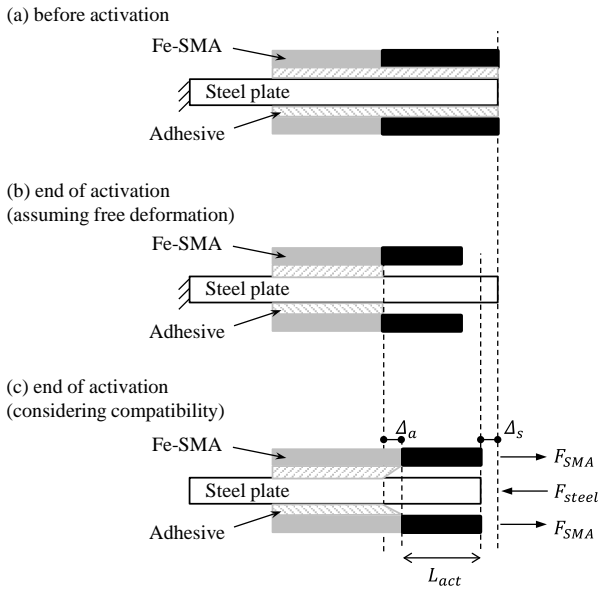 (a) before activation
Fe-SMA
Steel plate
Adhesive
(b) end of activation
(assuming free deformation)
Fe-SMA
Steel plate
Adhesive
(c) end of activation
(considering compatibility)
Δₐ Δₛ
Fe-SMA
F_SMA
Steel plate
F_steel
Adhesive
F_SMA
L_act